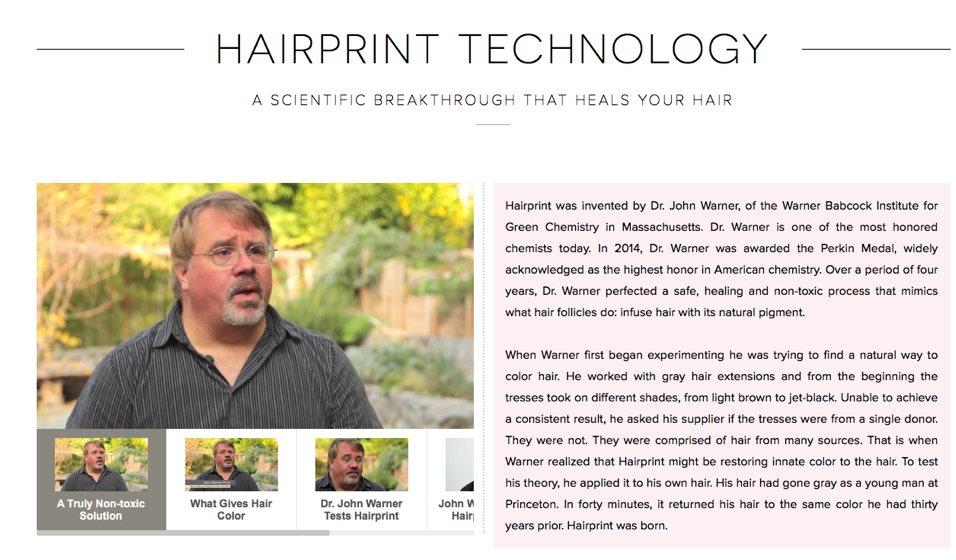 HAIRPRINT TECHNOLOGY
A SCIENTIFIC BREAKTHROUGH THAT HEALS YOUR HAIR
Hairprint was invented by Dr. John Warner, of the Warner Babcock Institute for
Green Chemistry in Massachusetts. Dr. Warner is one of the most honored
chemists today. In 2014, Dr. Warner was awarded the Perkin Medal, widely
acknowledged as the highest honor in American chemistry. Over a period of four
years, Dr. Warner perfected a safe, healing and non-toxic process that mimics
what hair follicles do: infuse hair with its natural pigment.
When Warner first began experimenting he was trying to find a natural way to
color hair. He worked with gray hair extensions and from the beginning the
tresses took on different shades, from light brown to jet-black. Unable to achieve
a consistent result, he asked his supplier if the tresses were from a single donor.
They were not. They were comprised of hair from many sources. That is when
Warner realized that Hairprint might be restoring innate color to the hair. To test
his theory, he applied it to his own hair. His hair had gone gray as a young man at
Princeton. In forty minutes, it returned his hair to the same color he had thirty
years prior. Hairprint was born.
A Truly Non-toxic
Solution
What Gives Hair
Color
Dr. John Warner
Tests Hairprint
John W
Hair